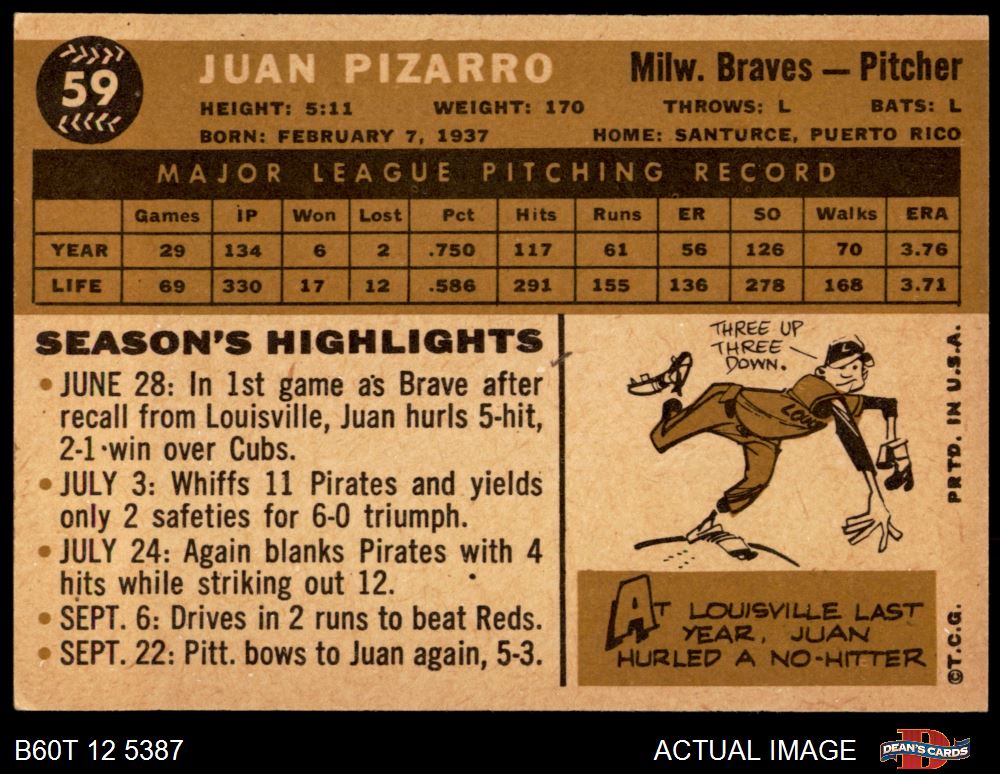 59
JUAN PIZARRO
Milw. Braves — Pitcher
HEIGHT: 5:11 WEIGHT: 170 THROWS: L BATS: L
BORN: FEBRUARY 7, 1937 HOME: SANTURCE, PUERTO RICO
MAJOR LEAGUE PITCHING RECORD
Games IP Won Lost Pct Hits Runs ER SO Walks ERA
YEAR 29 134 6 2 .750 117 61 56 126 70 3.76
LIFE 69 330 17 12 .586 291 155 136 278 168 3.71
SEASON'S HIGHLIGHTS
• JUNE 28: In 1st game as Brave after
recall from Louisville, Juan hurls 5-hit,
2-1 win over Cubs.
• JULY 3: Whiffs 11 Pirates and yields
only 2 safeties for 6-0 triumph.
• JULY 24: Again blanks Pirates with 4
hits while striking out 12.
• SEPT. 6: Drives in 2 runs to beat Reds.
• SEPT. 22: Pitt. bows to Juan again, 5-3.
THREE UP
THREE
DOWN.
L
LOU
AT LOUISVILLE LAST
YEAR, JUAN
HURLED A NO-HITTER
PRTD. IN U.S.A.
©T.C.G.
B60T 12 5387
ACTUAL IMAGE
DEAN'S CARDS